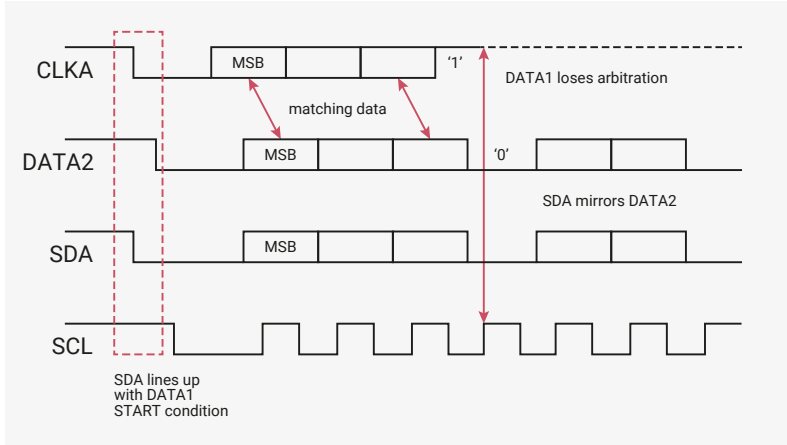 CLKA
MSB
‘1’
DATA1 loses arbitration
matching data
DATA2
MSB
‘0’
SDA mirrors DATA2
SDA
MSB
SCL
SDA lines up
with DATA1
START condition